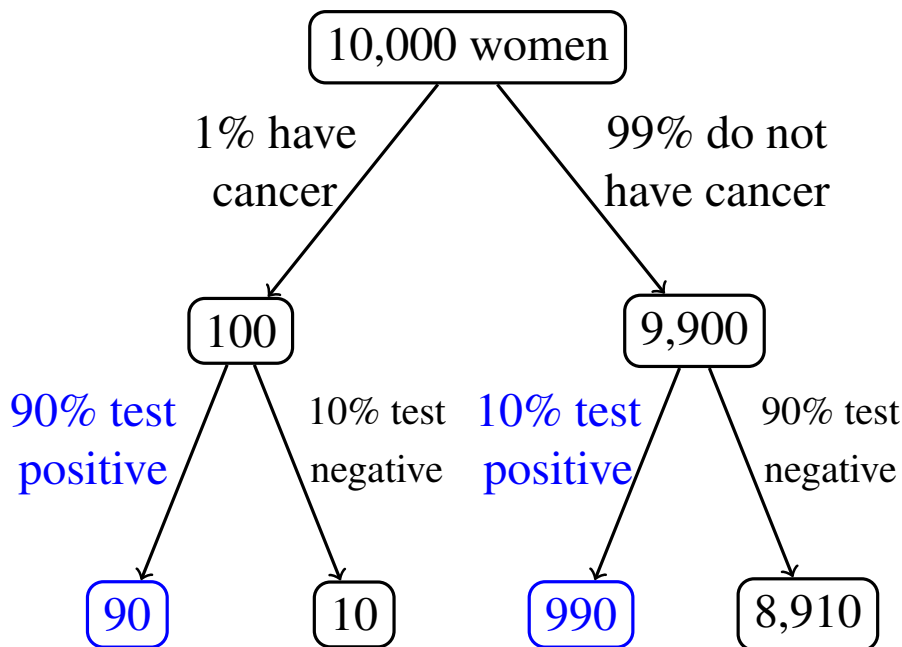 10,000 women
1% have
cancer
99% do not
have cancer
100
9,900
90% test
positive
10% test
negative
10% test
positive
90% test
negative
90
10
990
8,910